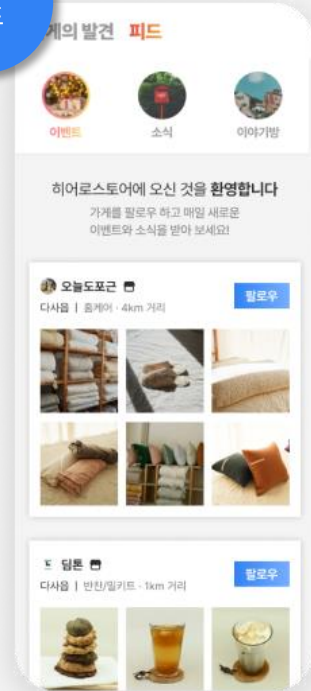 게의 발견 피드
이벤트 소식 이야기방
히어로스토어에 오신 것을 환영합니다
가게를 팔로우 하고 매일 새로운
이벤트와 소식을 받아 보세요!
오늘도포근
팔로우
다사읍 | 홈케어 · 4km 거리
딤톤
팔로우
다사읍 | 반찬/밀키트 · 1km 거리